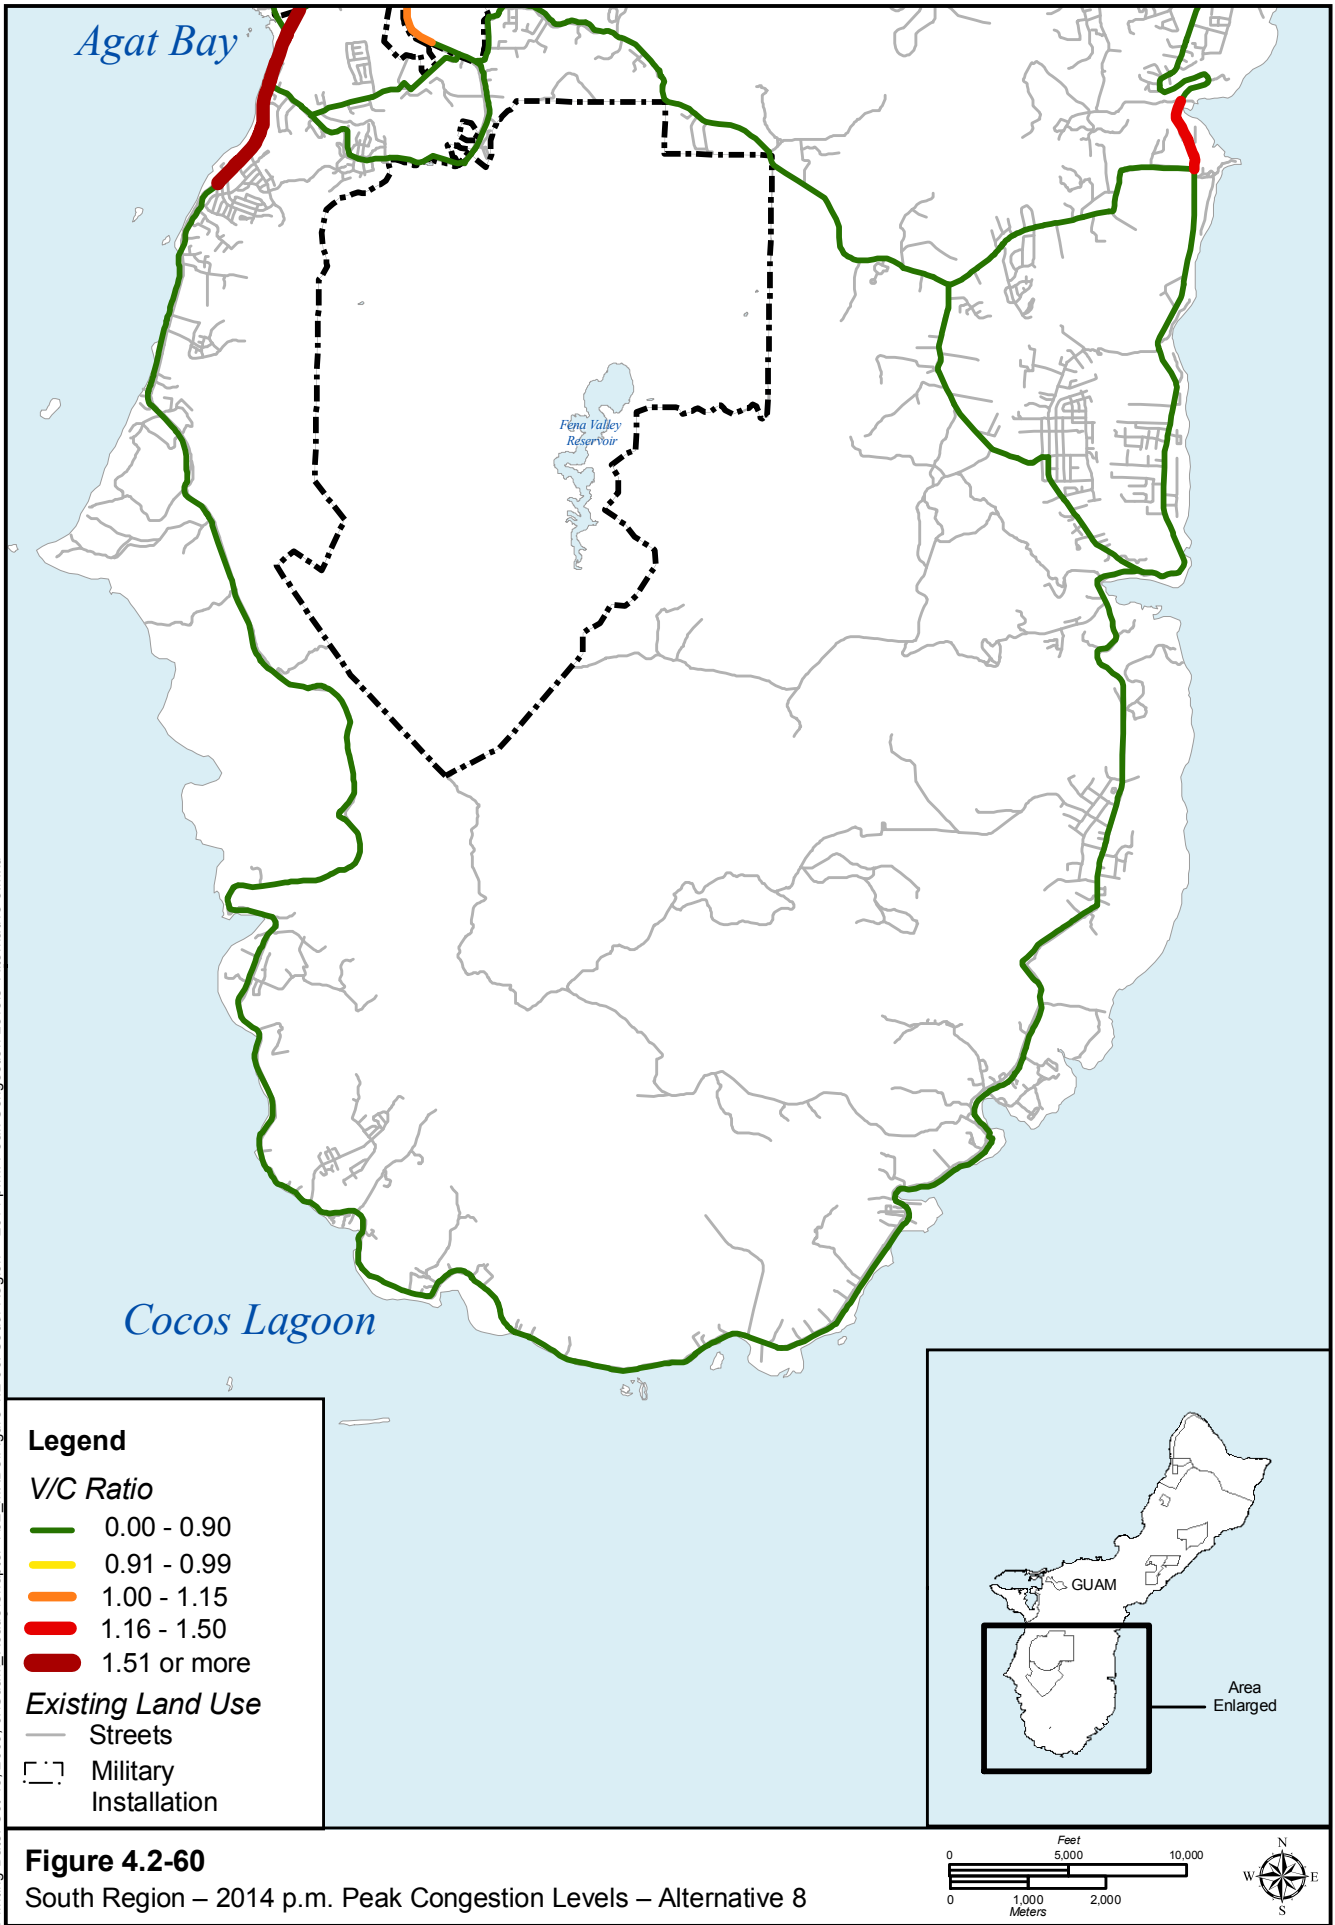 Agat Bay
Fena Valley
Reservoir
Cocos Lagoon
Legend
V/C Ratio
0.00 - 0.90
0.91 - 0.99
1.00 - 1.15
1.16 - 1.50
1.51 or more
Existing Land Use
Streets
Military
Installation
GUAM
Area
Enlarged
Figure 4.2-60
South Region – 2014 p.m. Peak Congestion Levels – Alternative 8
Feet
0 5,000 10,000
0 1,000 2,000
Meters
N
W E
S